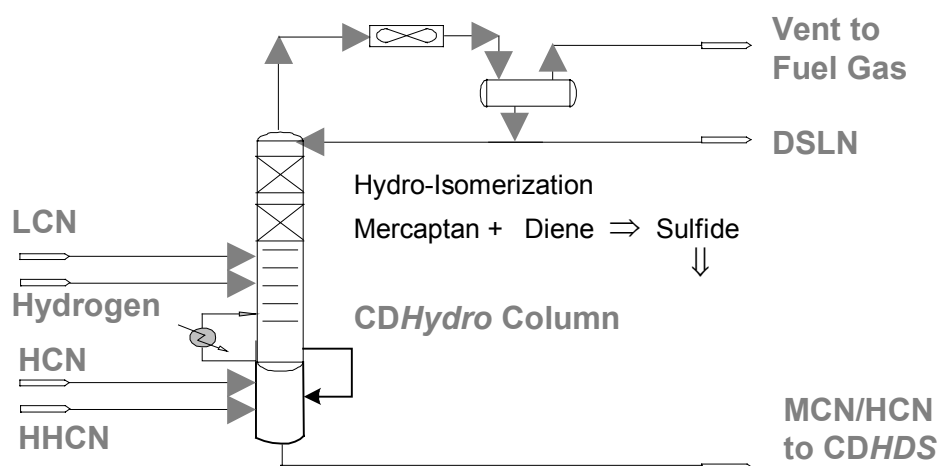 Vent to
Fuel Gas
DSLN
Hydro-Isomerization
Mercaptan + Diene ⇒ Sulfide
⇓
LCN
Hydrogen
CDHydro Column
HCN
HHCN
MCN/HCN
to CDHDS